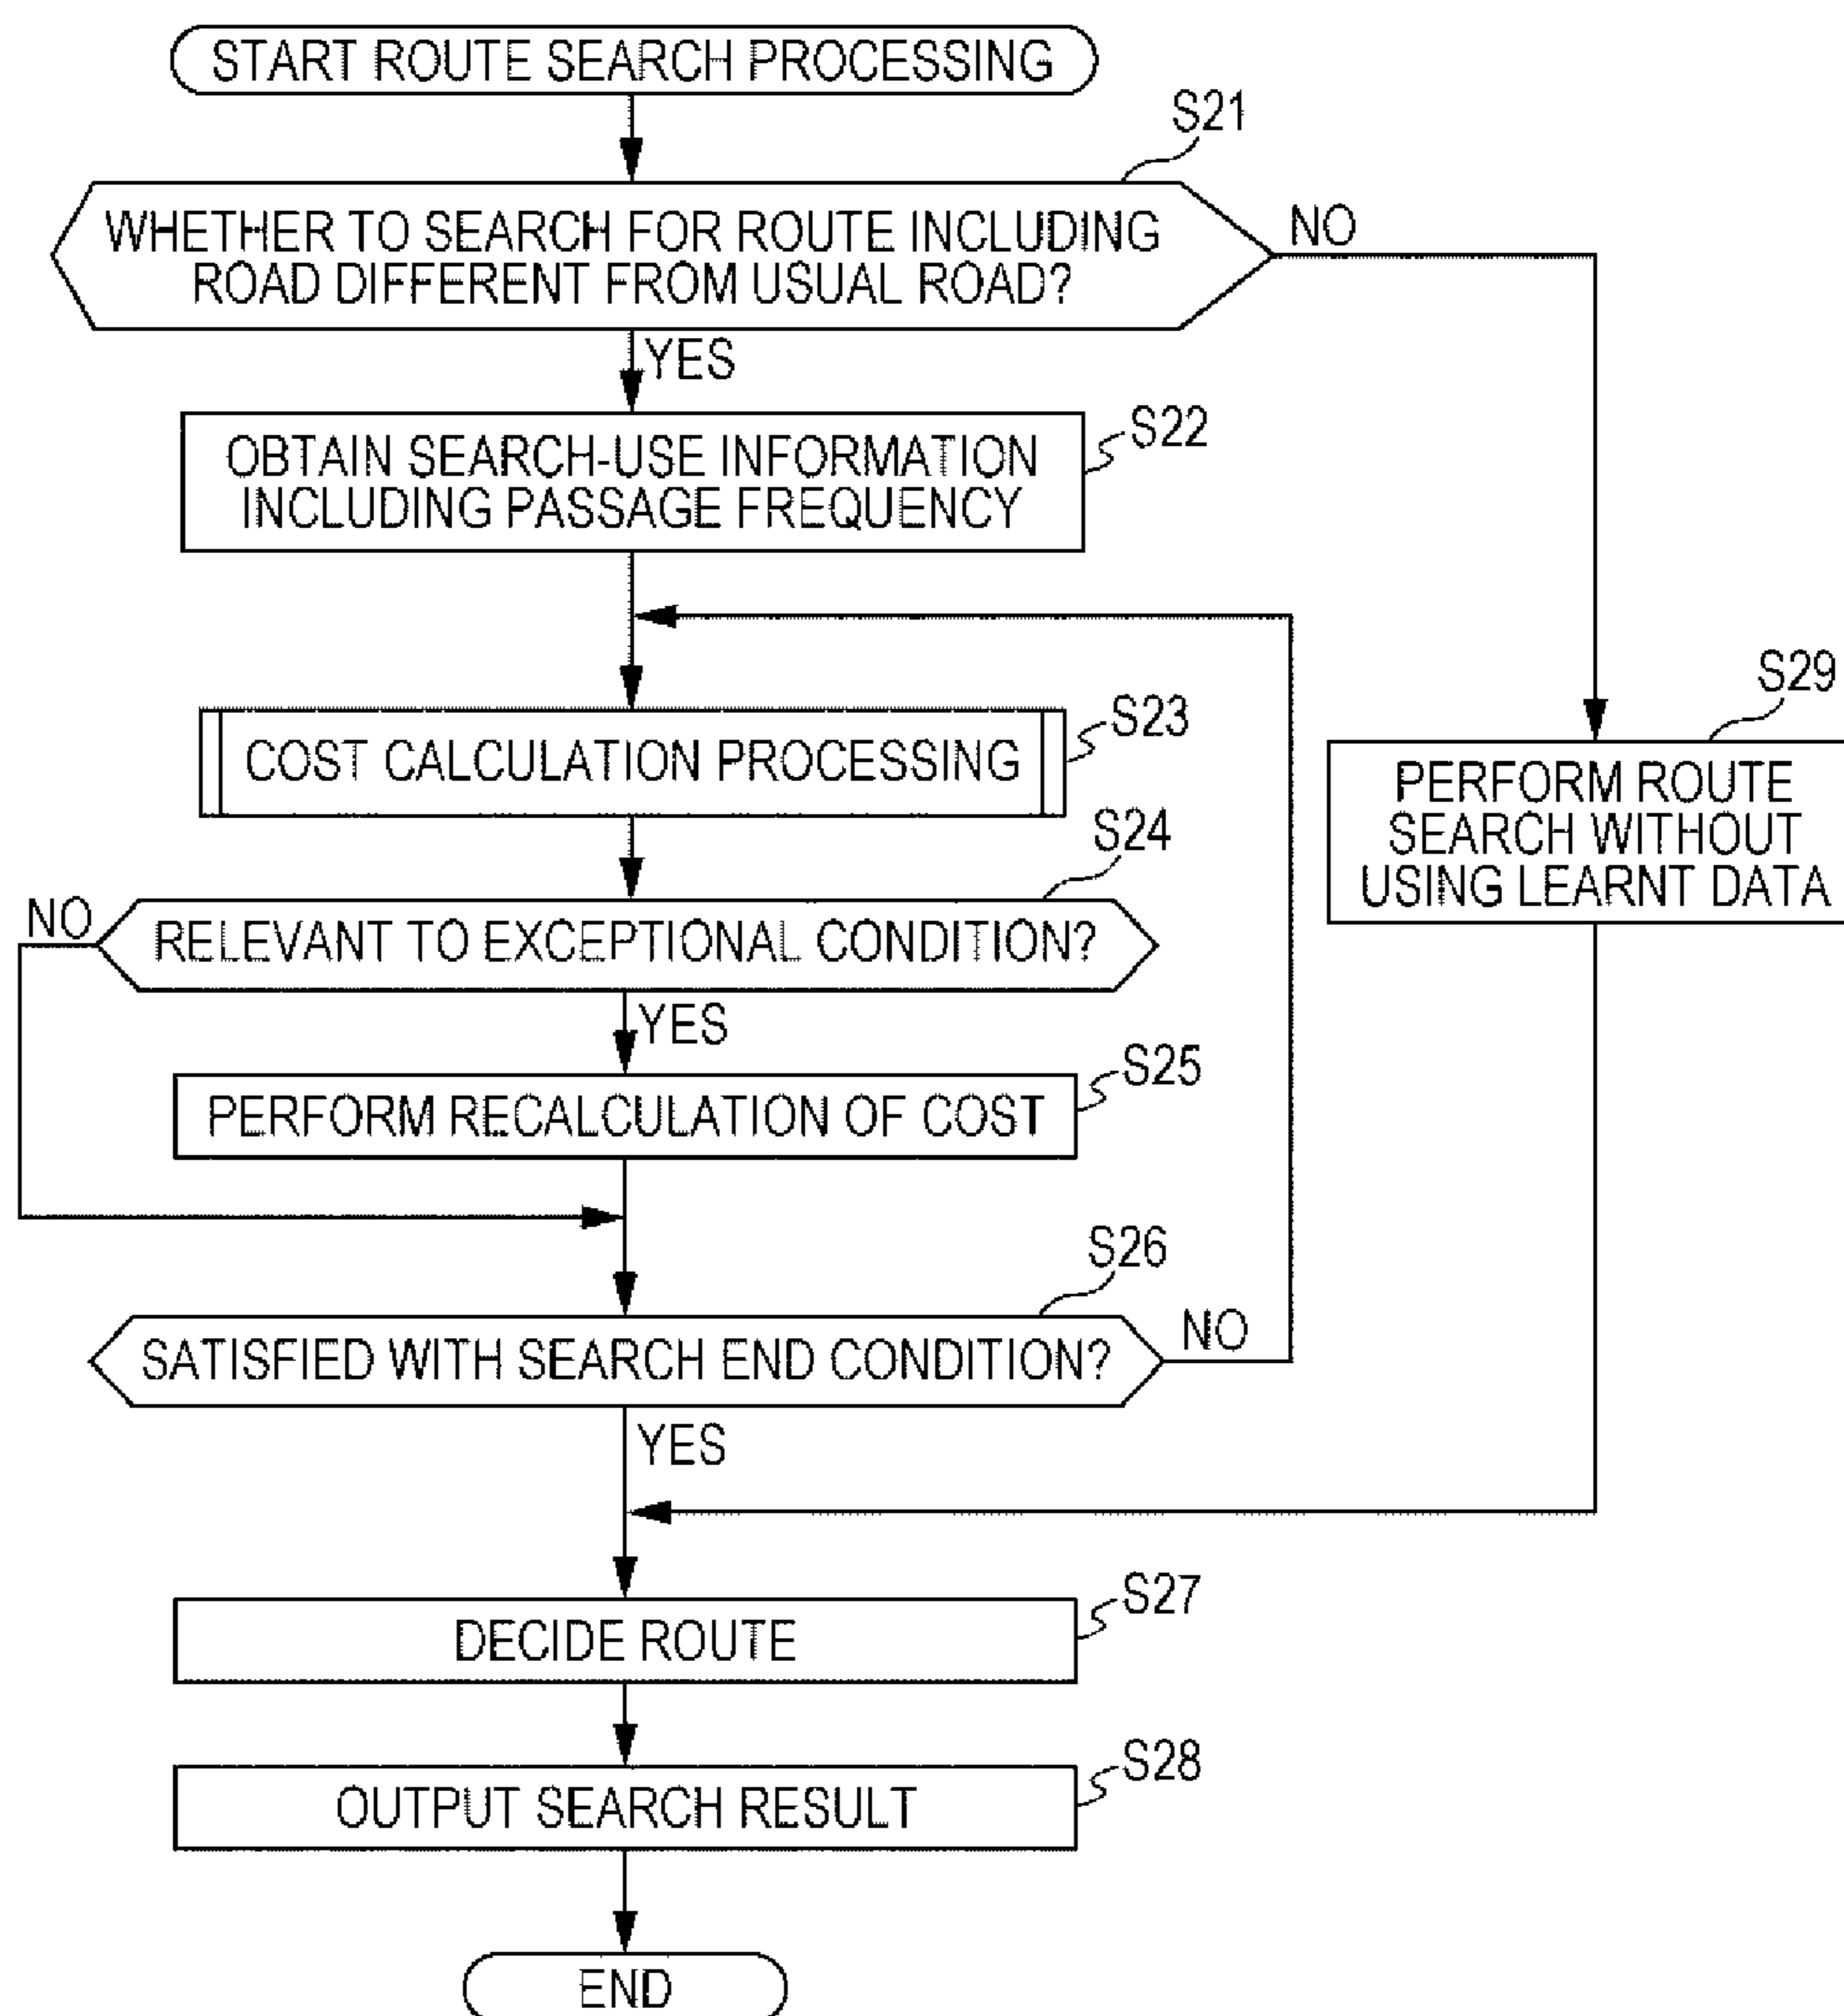 START ROUTE SEARCH PROCESSING
S21
WHETHER TO SEARCH FOR ROUTE INCLUDING
ROAD DIFFERENT FROM USUAL ROAD?
NO
YES
S22
OBTAIN SEARCH-USE INFORMATION
INCLUDING PASSAGE FREQUENCY
S23
COST CALCULATION PROCESSING
S29
PERFORM ROUTE
SEARCH WITHOUT
USING LEARNT DATA
S24
NO
RELEVANT TO EXCEPTIONAL CONDITION?
YES
S25
PERFORM RECALCULATION OF COST
S26
SATISFIED WITH SEARCH END CONDITION?
NO
YES
S27
DECIDE ROUTE
S28
OUTPUT SEARCH RESULT
END